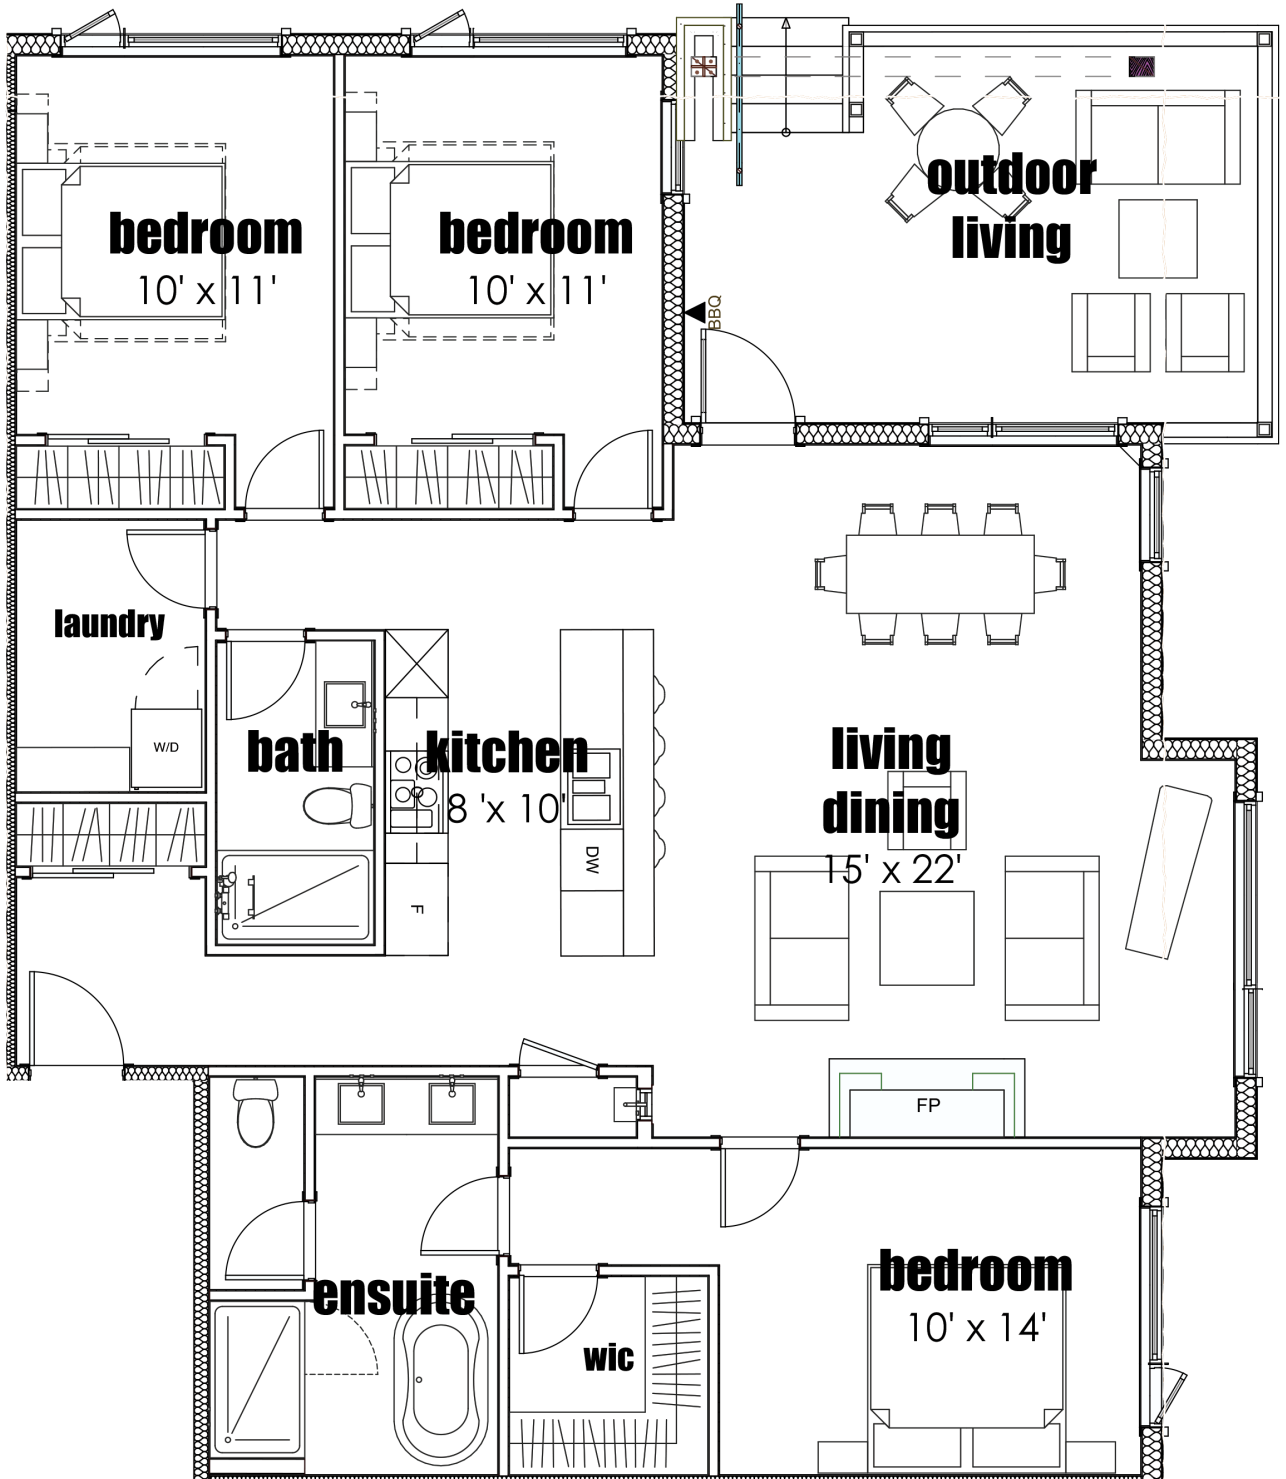 bedroom
10' x 11'
bedroom
10' x 11'
outdoor
living
BBQ
laundry
W/D
bath
kitchen
8 'x 10'
DW
F
living
dining
15' x 22'
FP
ensuite
wic
bedroom
10' x 14'